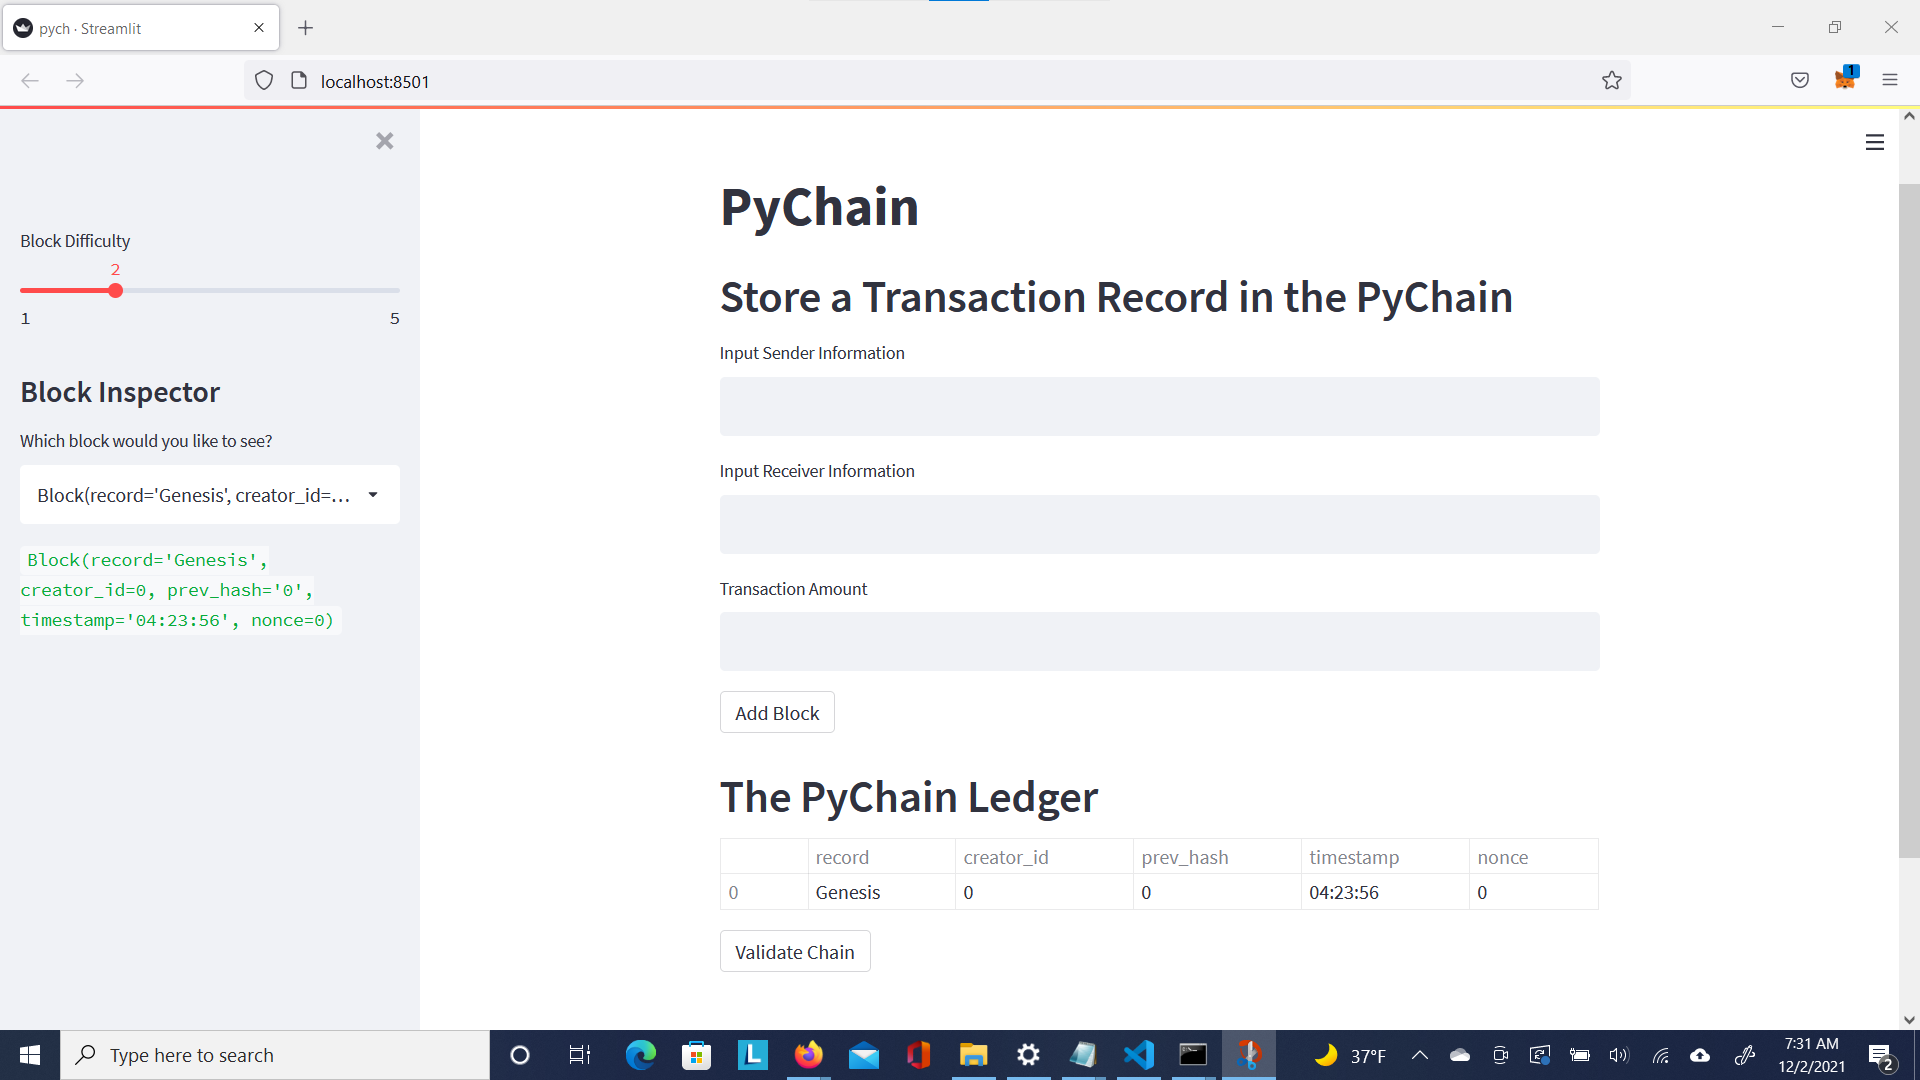 pych · Streamlit
localhost:8501
1
Block Difficulty
2
1
5
Block Inspector
Which block would you like to see?
Block(record='Genesis', creator_id=...
Block(record='Genesis',
creator_id=0, prev_hash='0',
timestamp='04:23:56', nonce=0)
PyChain
Store a Transaction Record in the PyChain
Input Sender Information
Input Receiver Information
Transaction Amount
Add Block
The PyChain Ledger
record creator_id prev_hash timestamp nonce
0 Genesis 0 0 04:23:56 0
Validate Chain
Type here to search
L
37°F
7:31 AM
12/2/2021
2